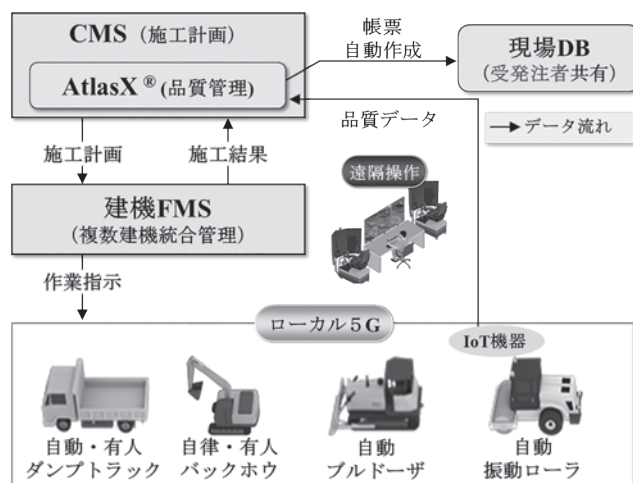 CMS（施工計画）
AtlasX®(品質管理)
帳票
自動作成
現場DB
（受発注者共有）
品質データ
データ流れ
施工計画
施工結果
遠隔操作
建機FMS
（複数建機統合管理）
作業指示
ローカル５G
IoT機器
自動・有人
ダンプトラック
自律・有人
バックホウ
自動
ブルドーザ
自動
振動ローラ